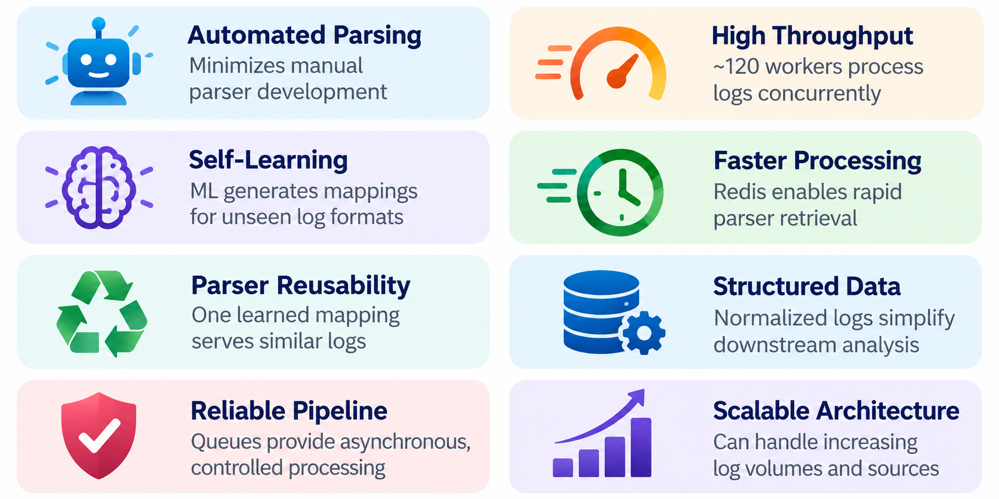 Automated Parsing
Minimizes manual
parser development
High Throughput
~120 workers process
logs concurrently
Self-Learning
ML generates mappings
for unseen log formats
Faster Processing
Redis enables rapid
parser retrieval
Parser Reusability
One learned mapping
serves similar logs
Structured Data
Normalized logs simplify
downstream analysis
Reliable Pipeline
Queues provide asynchronous,
controlled processing
Scalable Architecture
Can handle increasing
log volumes and sources